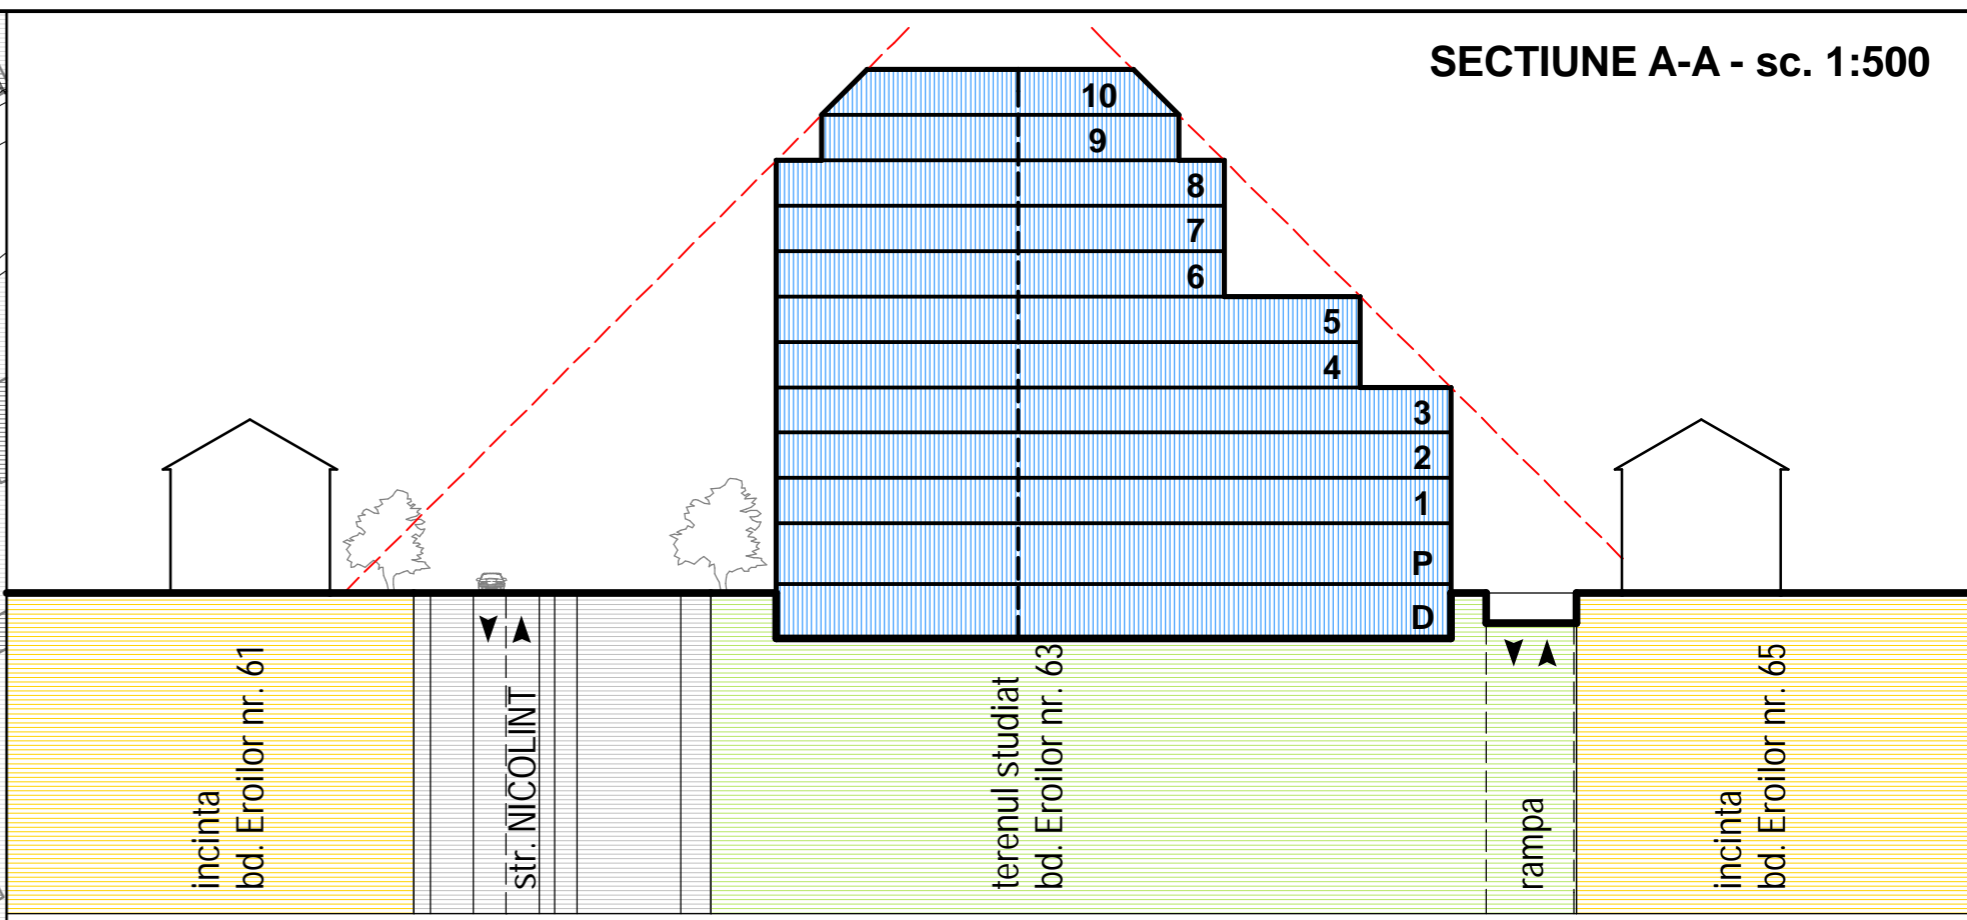 SECTIUNE A-A - sc. 1:500
10
9
8
7
6
5
4
3
2
1
P
D
incinta
bd. Eroilor nr. 61
str. NICOLINT
terenul studiat
bd. Eroilor nr. 63
rampa
incinta
bd. Eroilor nr. 65